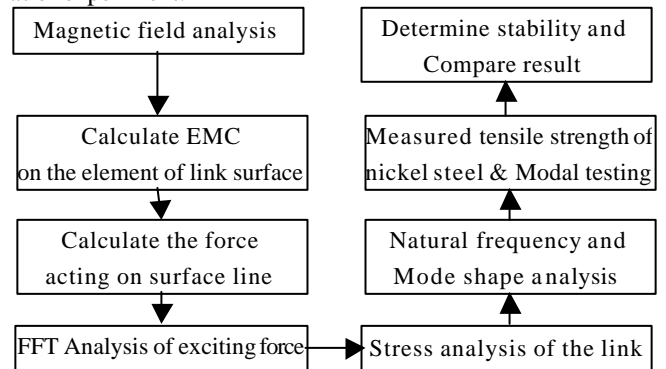 Magnetic field analysis
Calculate EMC
on the element of link surface
Calculate the force
acting on surface line
FFT Analysis of exciting force
Stress analysis of the link
Natural frequency and
Mode shape analysis
Measured tensile strength of
nickel steel & Modal testing
Determine stability and
Compare result